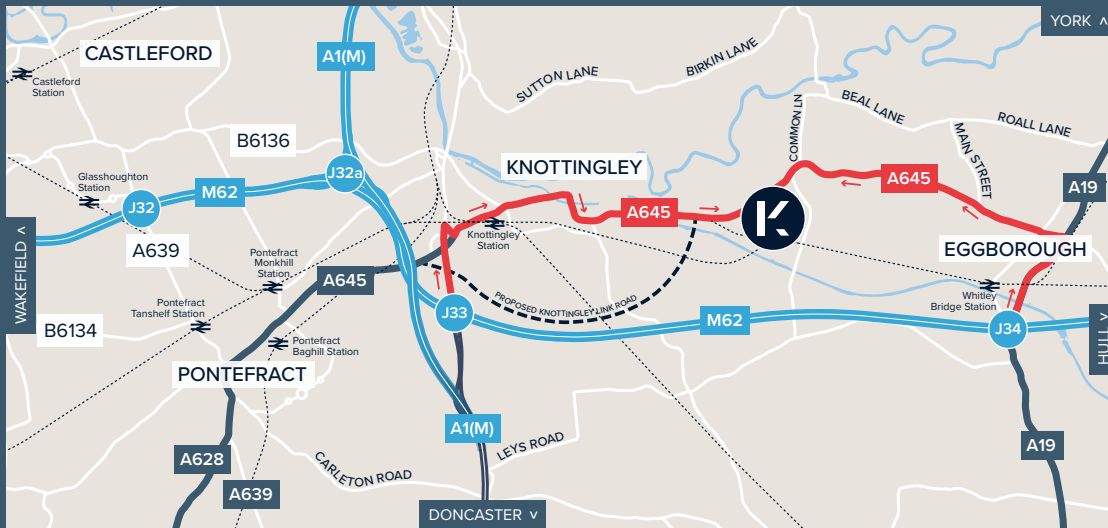 YORK >
CASTLEFORD
A1(M)
BIRKIN LANE
SUTTON LANE
Castleford
Station
COMMON LN
BEAL LANE
ROALL LANE
B6136
MAIN STREET
KNOTTINGLEY
J32a
Glasshoughton
Station
M62
A645
A19
J32
A645
K
WAKEFIELD >
A639
Knottingley
Station
EGGBOROUGH
Pontefract
Monkhill
Station
A645
Whitley
Bridge Station
PROPOSED KNOTTINGLEY LINK ROAD
Pontefract
Tanshelf Station
J33
M62
J34
HULL >
B6134
Pontefract
Baghill Station
PONTEFRACT
A1(M)
LEYS ROAD
A19
A628
CARLETON ROAD
A639
DONCASTER >